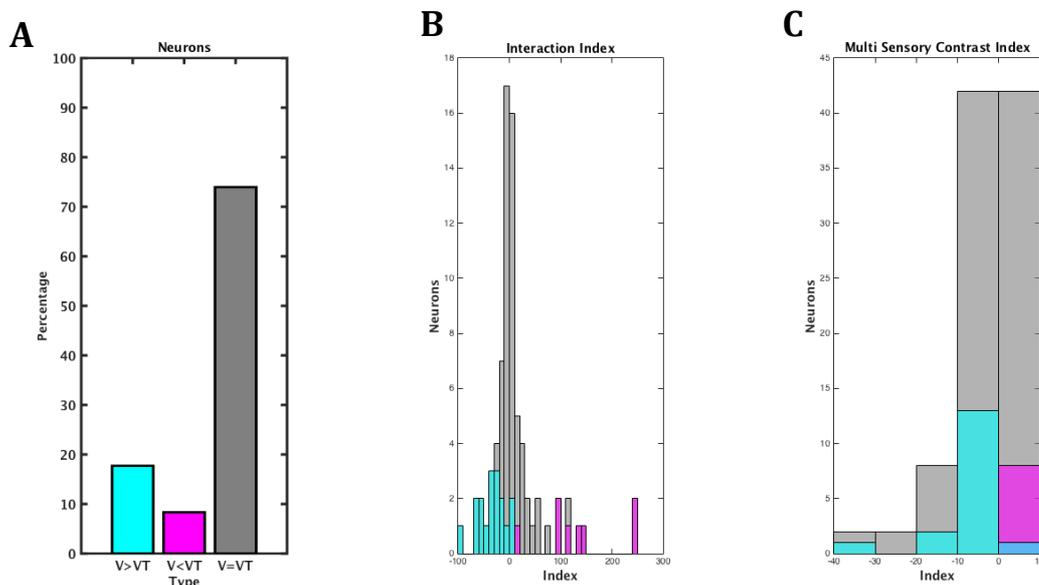 A
Neurons
Percentage
100
90
80
70
60
50
40
30
20
10
0
V>VT V<VT V=VT
Type
B
Interaction Index
Neurons
18
16
14
12
10
8
6
4
2
0
-100 0 100 200 300
Index
C
Multi Sensory Contrast Index
Neurons
45
40
35
30
25
20
15
10
5
0
-40 -30 -20 -10 0
Index